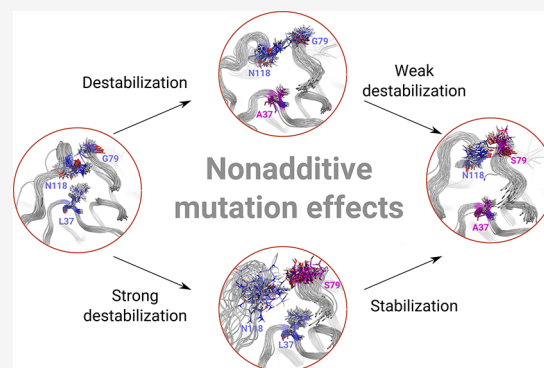 G79
N118
A37
Destabilization
Weak
destabilization
G79
N118
L37
Nonadditive
mutation effects
S79
N118
A37
Strong
destabilization
S79
N118
L37
Stabilization